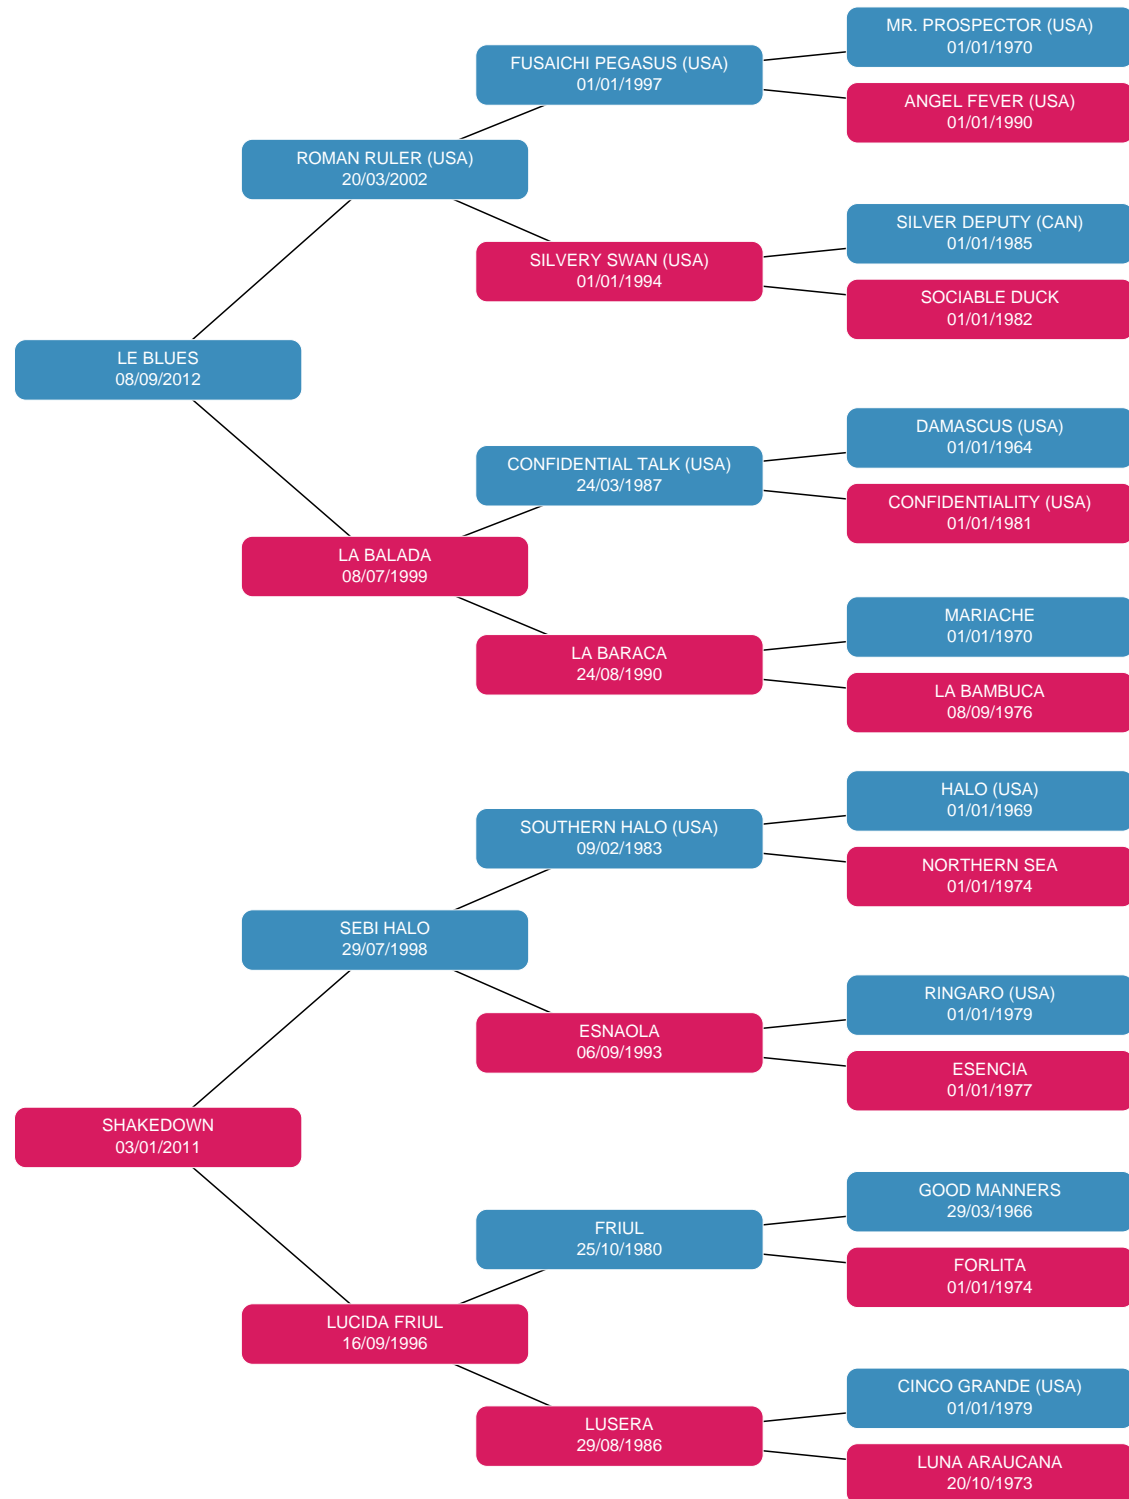 MR. PROSPECTOR (USA)
01/01/1970
FUSAICHI PEGASUS (USA)
01/01/1997
ANGEL FEVER (USA)
01/01/1990
ROMAN RULER (USA)
20/03/2002
SILVER DEPUTY (CAN)
01/01/1985
SILVERY SWAN (USA)
01/01/1994
SOCIABLE DUCK
01/01/1982
LE BLUES
08/09/2012
DAMASCUS (USA)
01/01/1964
CONFIDENTIAL TALK (USA)
24/03/1987
CONFIDENTIALITY (USA)
01/01/1981
LA BALADA
08/07/1999
MARIACHE
01/01/1970
LA BARACA
24/08/1990
LA BAMBUCA
08/09/1976
HALO (USA)
01/01/1969
SOUTHERN HALO (USA)
09/02/1983
NORTHERN SEA
01/01/1974
SEBI HALO
29/07/1998
RINGARO (USA)
01/01/1979
ESNAOLA
06/09/1993
ESENCIA
01/01/1977
SHAKEDOWN
03/01/2011
GOOD MANNERS
29/03/1966
FRIUL
25/10/1980
FORLITA
01/01/1974
LUCIDA FRIUL
16/09/1996
CINCO GRANDE (USA)
01/01/1979
LUSERA
29/08/1986
LUNA ARAUCANA
20/10/1973